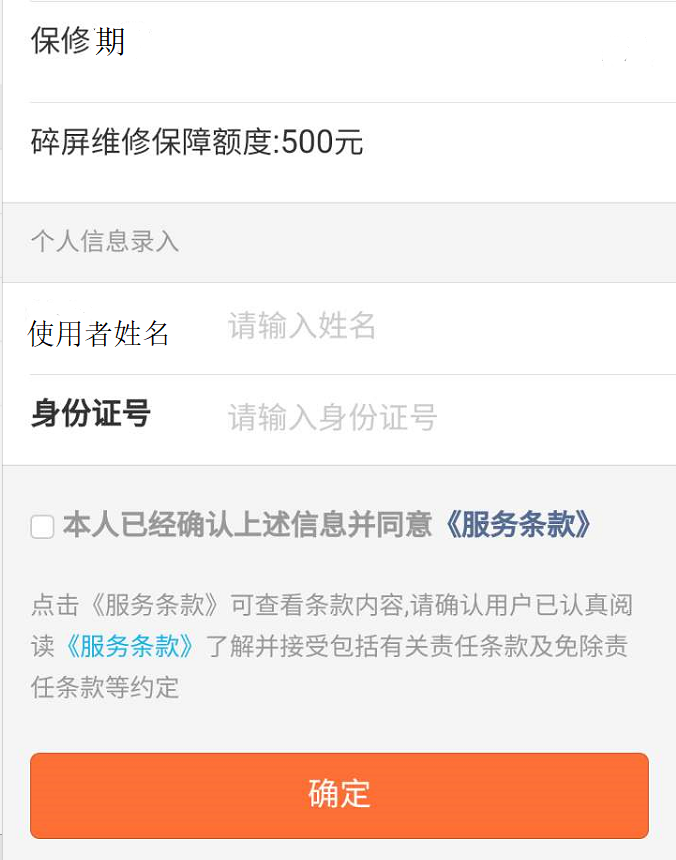 保修期
碎屏维修保障额度:500元
个人信息录入
使用者姓名 请输入姓名
身份证号 请输入身份证号
本人已经确认上述信息并同意《服务条款》
点击《服务条款》可查看条款内容,请确认用户已认真阅
读《服务条款》了解并接受包括有关责任条款及免除责
任条款等约定
确定